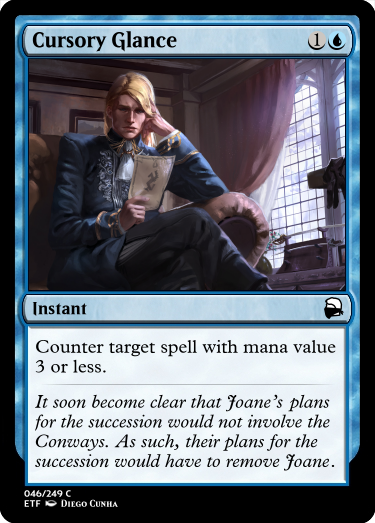 Cursory Glance 1
Instant
Counter target spell with mana value
3 or less.
It soon become clear that Joane's plans
for the succession would not involve the
Conways. As such, their plans for the
succession would have to remove Joane.
046/249 C
ETF Diego Cunha